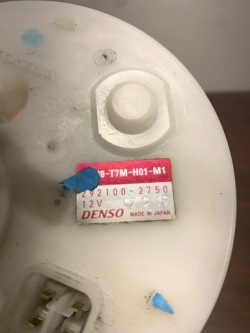 8-T7M-H01-M1
292100-2750
12V
DENSO MADE IN JAPAN